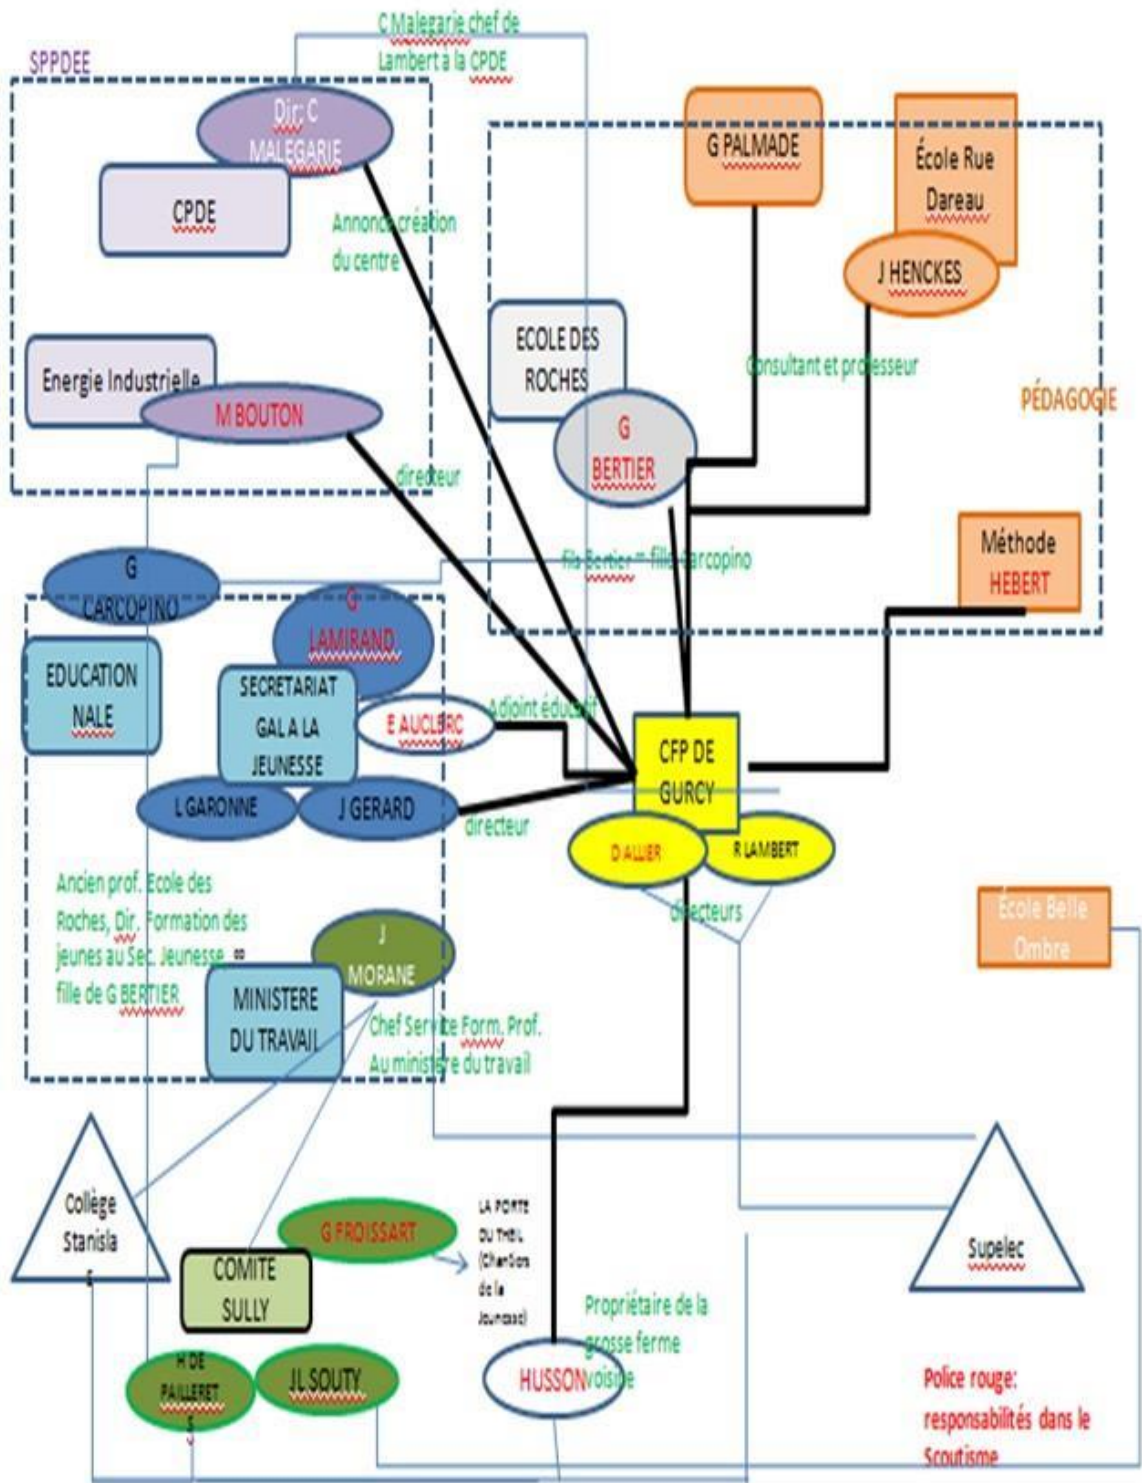 C Malegarie chef de
Lambert à la CPDE
SPPDEE
Dir: C
MALEGARIE
CPDE
Annonce création
du centre
G PALMADE
École Rue
Dareau
J HENCKES
ECOLE DES
ROCHES
Energie Industrielle
M BOUTON
G
BERTIER
Consultant et professeur
PÉDAGOGIE
directeur
Méthode
HEBERT
fils Bertier = fille Carcopino
G
CARCOPINO
G
LAMIRAND
EDUCATION
NALE
SECRETARIAT
GAL A LA
JEUNESSE
E AUCLERC
Adjoint éducatif
CFP DE
GURCY
L GARONNE
J GERARD
directeur
D ALLIER
R LAMBERT
directeurs
Ancien prof. Ecole des
Roches, Dir. Formation des
jeunes au Sec. Jeunesse, =
fille de G BERTIER
École Belle
Ombre
J
MORANE
MINISTERE
DU TRAVAIL
Chef Service Form. Prof.
Au ministère du travail
Collège
Stanisla
s
G FROISSART
LA PORTE
DU THEIL
(Chantiers
de la
Jeunesse)
COMITE
SULLY
Supelec
Propriétaire de la
grosse ferme
voisine
H DE
PAILLERET
S
JL SOUTY
HUSSON
Police rouge:
responsabilités dans le
Scoutisme